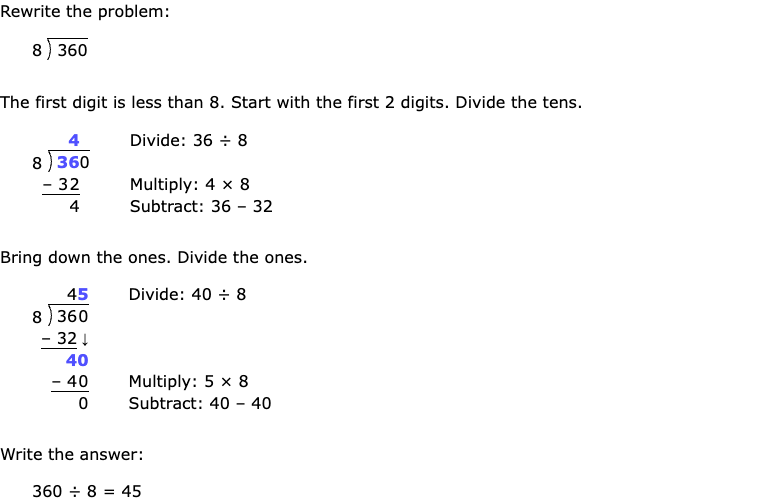 Rewrite the problem:
8 ) 360
The first digit is less than 8. Start with the first 2 digits. Divide the tens.
4 Divide: 36 ÷ 8
8 ) 360
– 32 Multiply: 4 × 8
4 Subtract: 36 – 32
Bring down the ones. Divide the ones.
45 Divide: 40 ÷ 8
8 ) 360
– 32 ↓
40
– 40 Multiply: 5 × 8
0 Subtract: 40 – 40
Write the answer:
360 ÷ 8 = 45